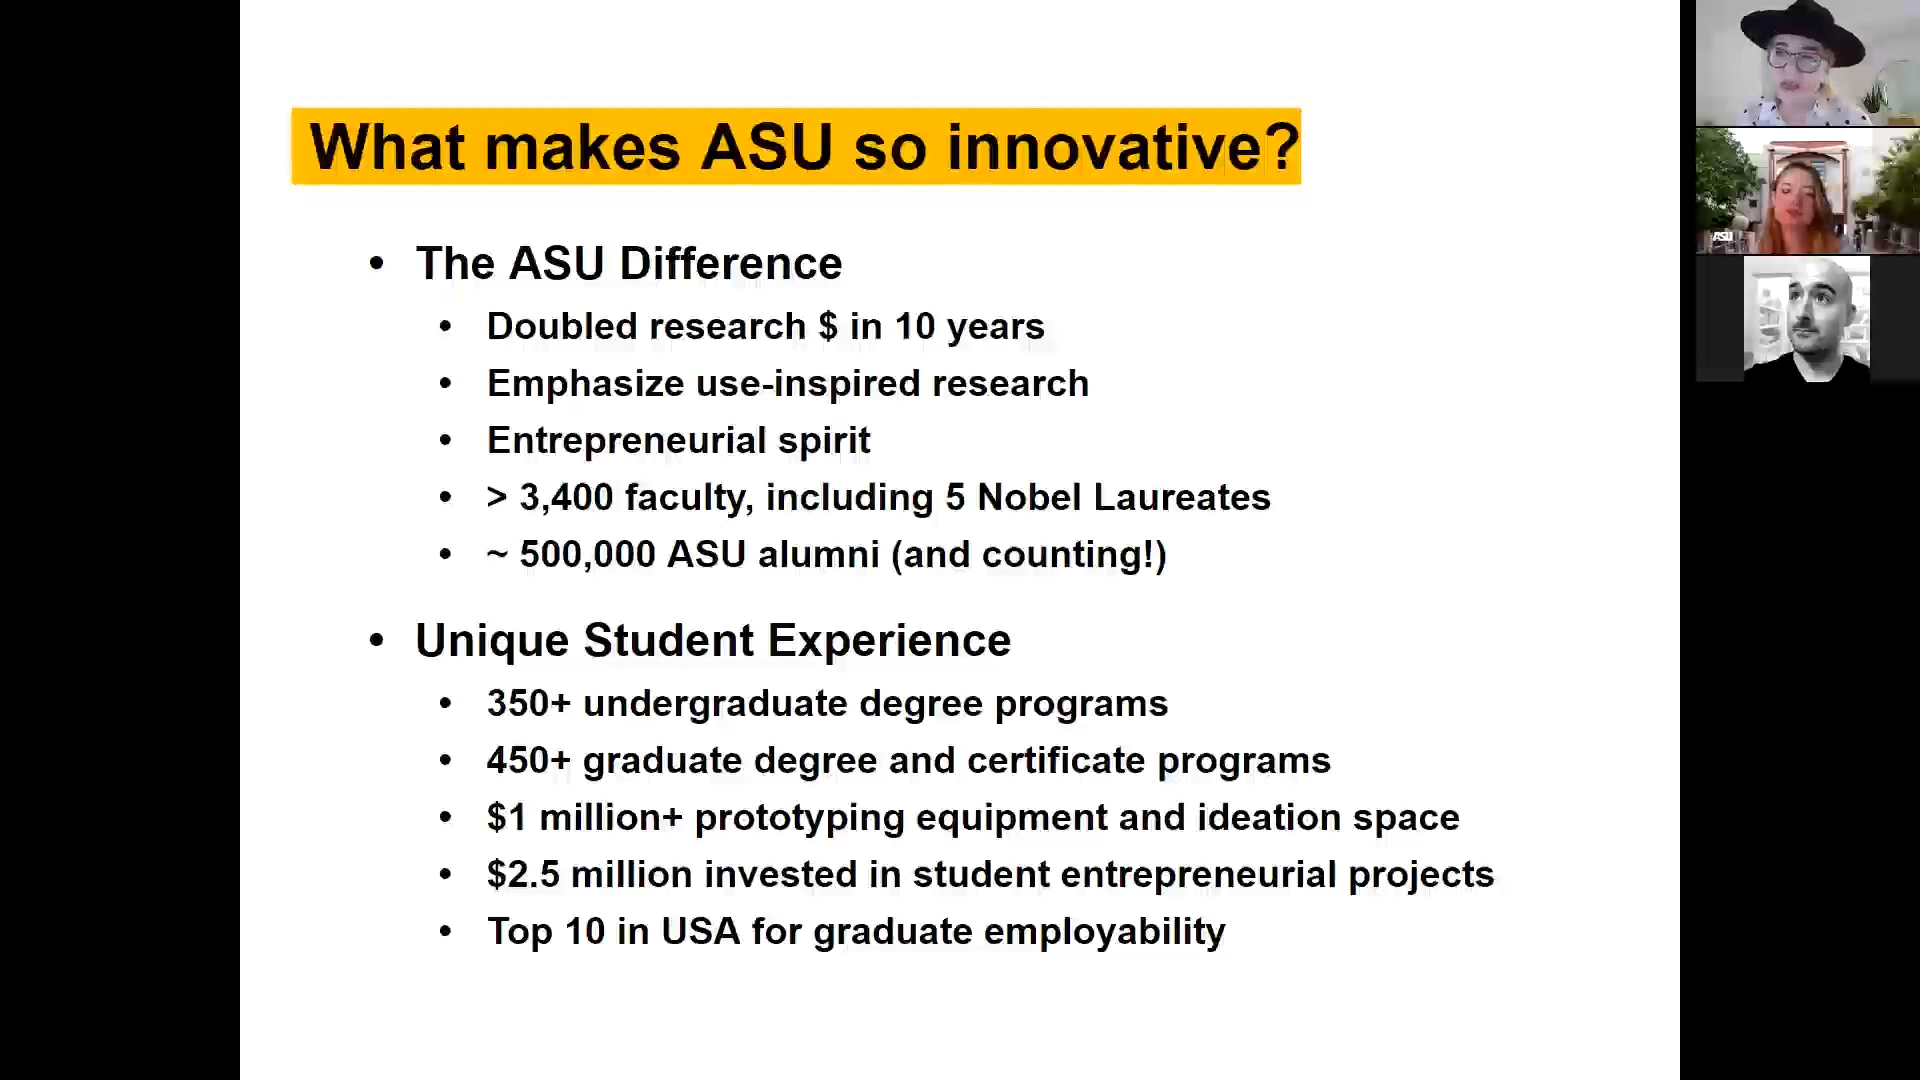 What makes ASU so innovative?
• The ASU Difference
• Doubled research $ in 10 years
• Emphasize use-inspired research
• Entrepreneurial spirit
• > 3,400 faculty, including 5 Nobel Laureates
• ~ 500,000 ASU alumni (and counting!)
• Unique Student Experience
• 350+ undergraduate degree programs
• 450+ graduate degree and certificate programs
• $1 million+ prototyping equipment and ideation space
• $2.5 million invested in student entrepreneurial projects
• Top 10 in USA for graduate employability
ASU